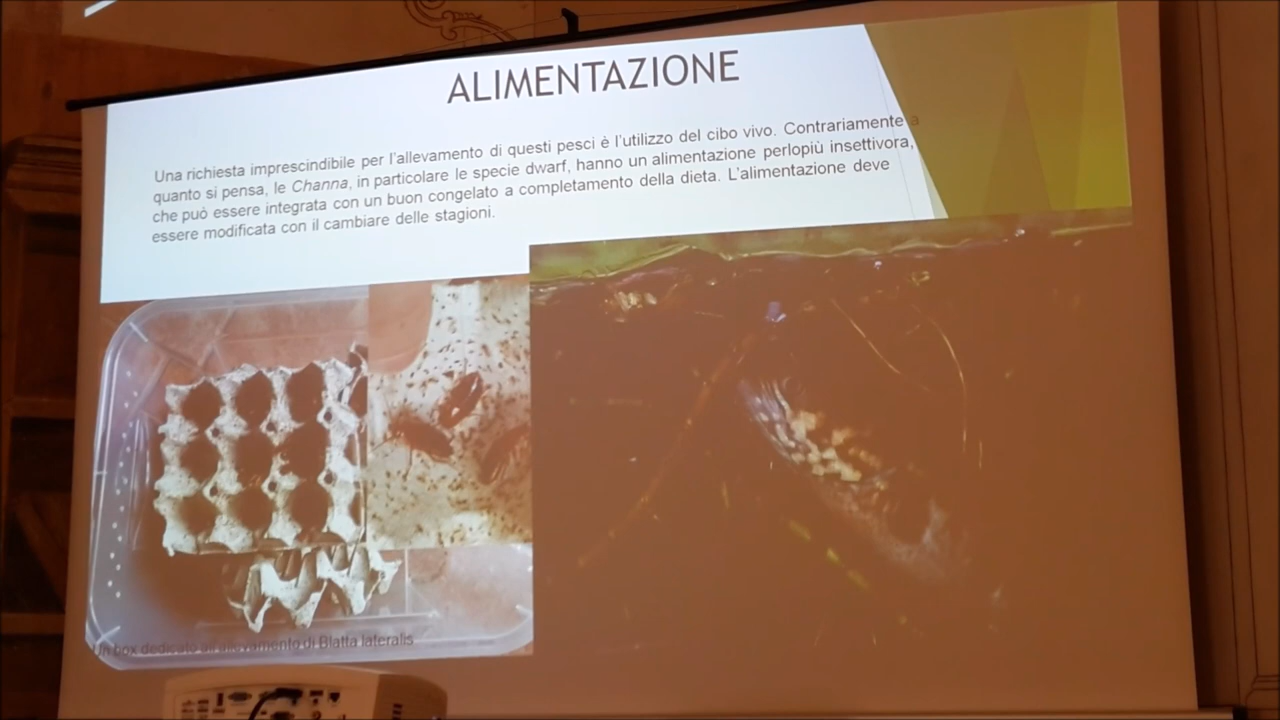 ALIMENTAZIONE
Una richiesta imprescindibile per l'allevamento di questi pesci è l'utilizzo del cibo vivo. Contrariamente a
quanto si pensa, le Channa, in particolare le specie dwarf, hanno un alimentazione perlopiù insettivora,
che può essere integrata con un buon congelato a completamento della dieta. L'alimentazione deve
essere modificata con il cambiare delle stagioni.
Un box dedicato all'allevamento di Blatta lateralis